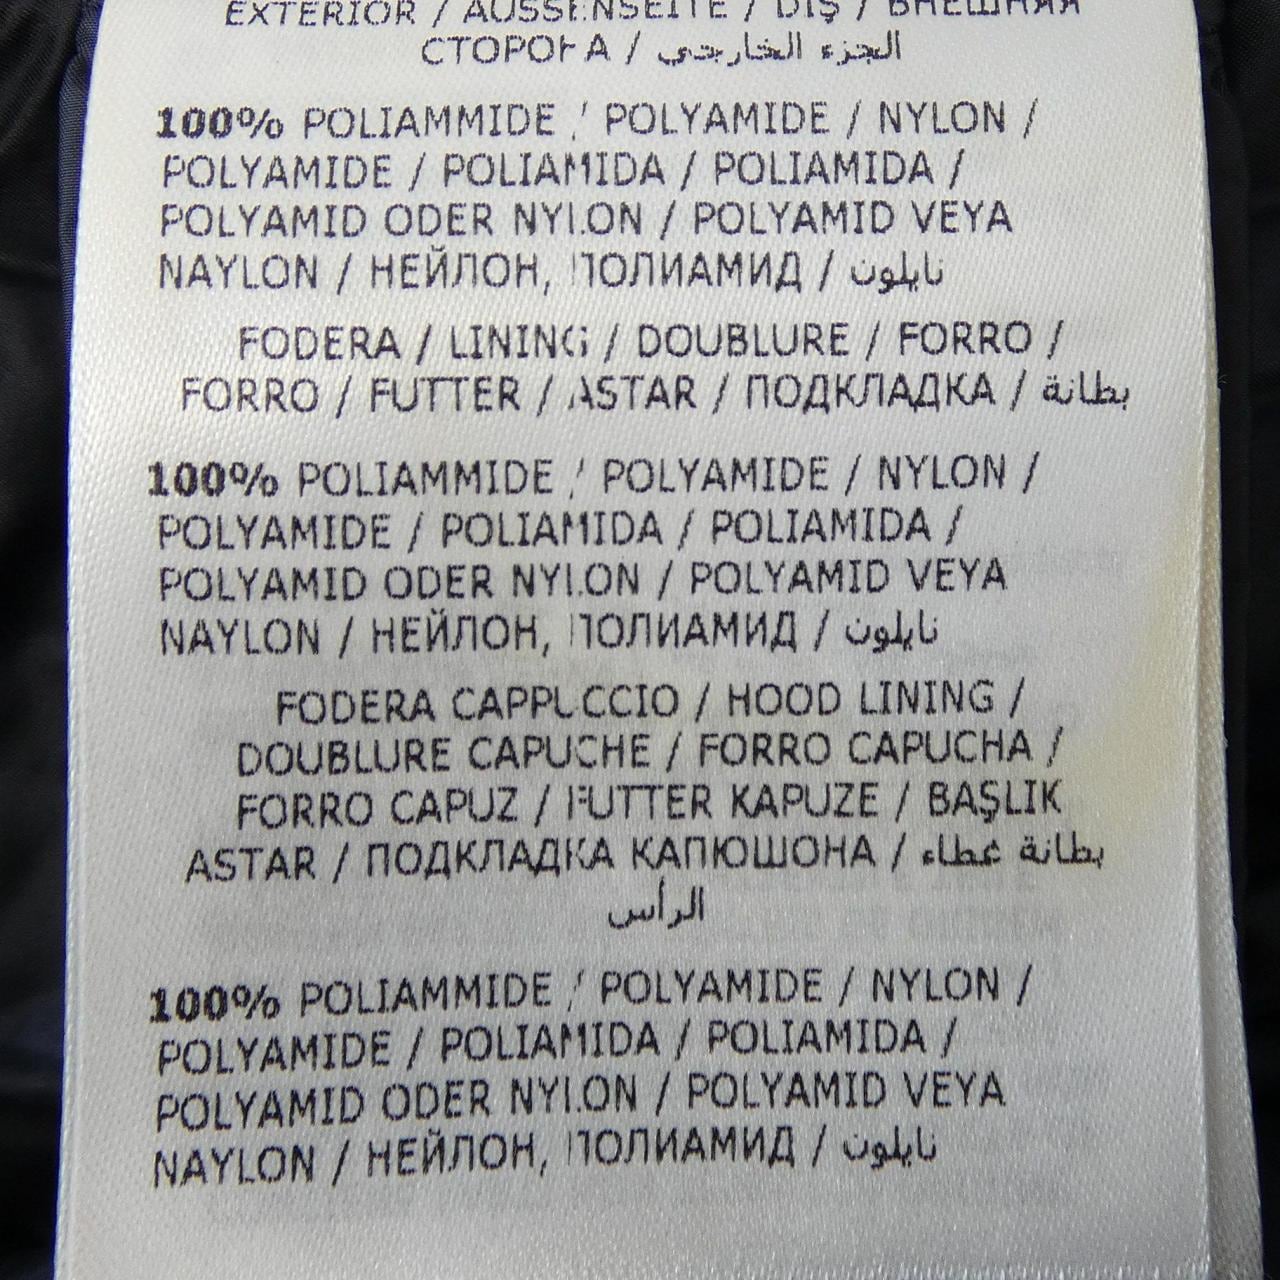 EXTERIOR / AUSSENSEITE / DIŞ / ВНЕШНЯЯ
СТОРОНА / الجزء الخارجي
100% POLIAMMIDE / POLYAMIDE / NYLON /
POLYAMIDE / POLIAMIDA / POLIAMIDA /
POLYAMID ODER NYLON / POLYAMID VEYA
NAYLON / НЕЙЛОН, ПОЛИАМИД / نايلون
FODERA / LINING / DOUBLURE / FORRO /
FORRO / FUTTER / ASTAR / ПОДКЛАДКА / بطانة
100% POLIAMMIDE / POLYAMIDE / NYLON /
POLYAMIDE / POLIAMIDA / POLIAMIDA /
POLYAMID ODER NYLON / POLYAMID VEYA
NAYLON / НЕЙЛОН, ПОЛИАМИД / نايلون
FODERA CAPPUCCIO / HOOD LINING /
DOUBLURE CAPUCHE / FORRO CAPUCHA /
FORRO CAPUZ / FUTTER KAPUZE / BAŞLIK
ASTAR / ПОДКЛАДКА КАПЮШОНА / بطانة غطاء
الرأس
100% POLIAMMIDE / POLYAMIDE / NYLON /
POLYAMIDE / POLIAMIDA / POLIAMIDA /
POLYAMID ODER NYLON / POLYAMID VEYA
NAYLON / НЕЙЛОН, ПОЛИАМИД / نايلون